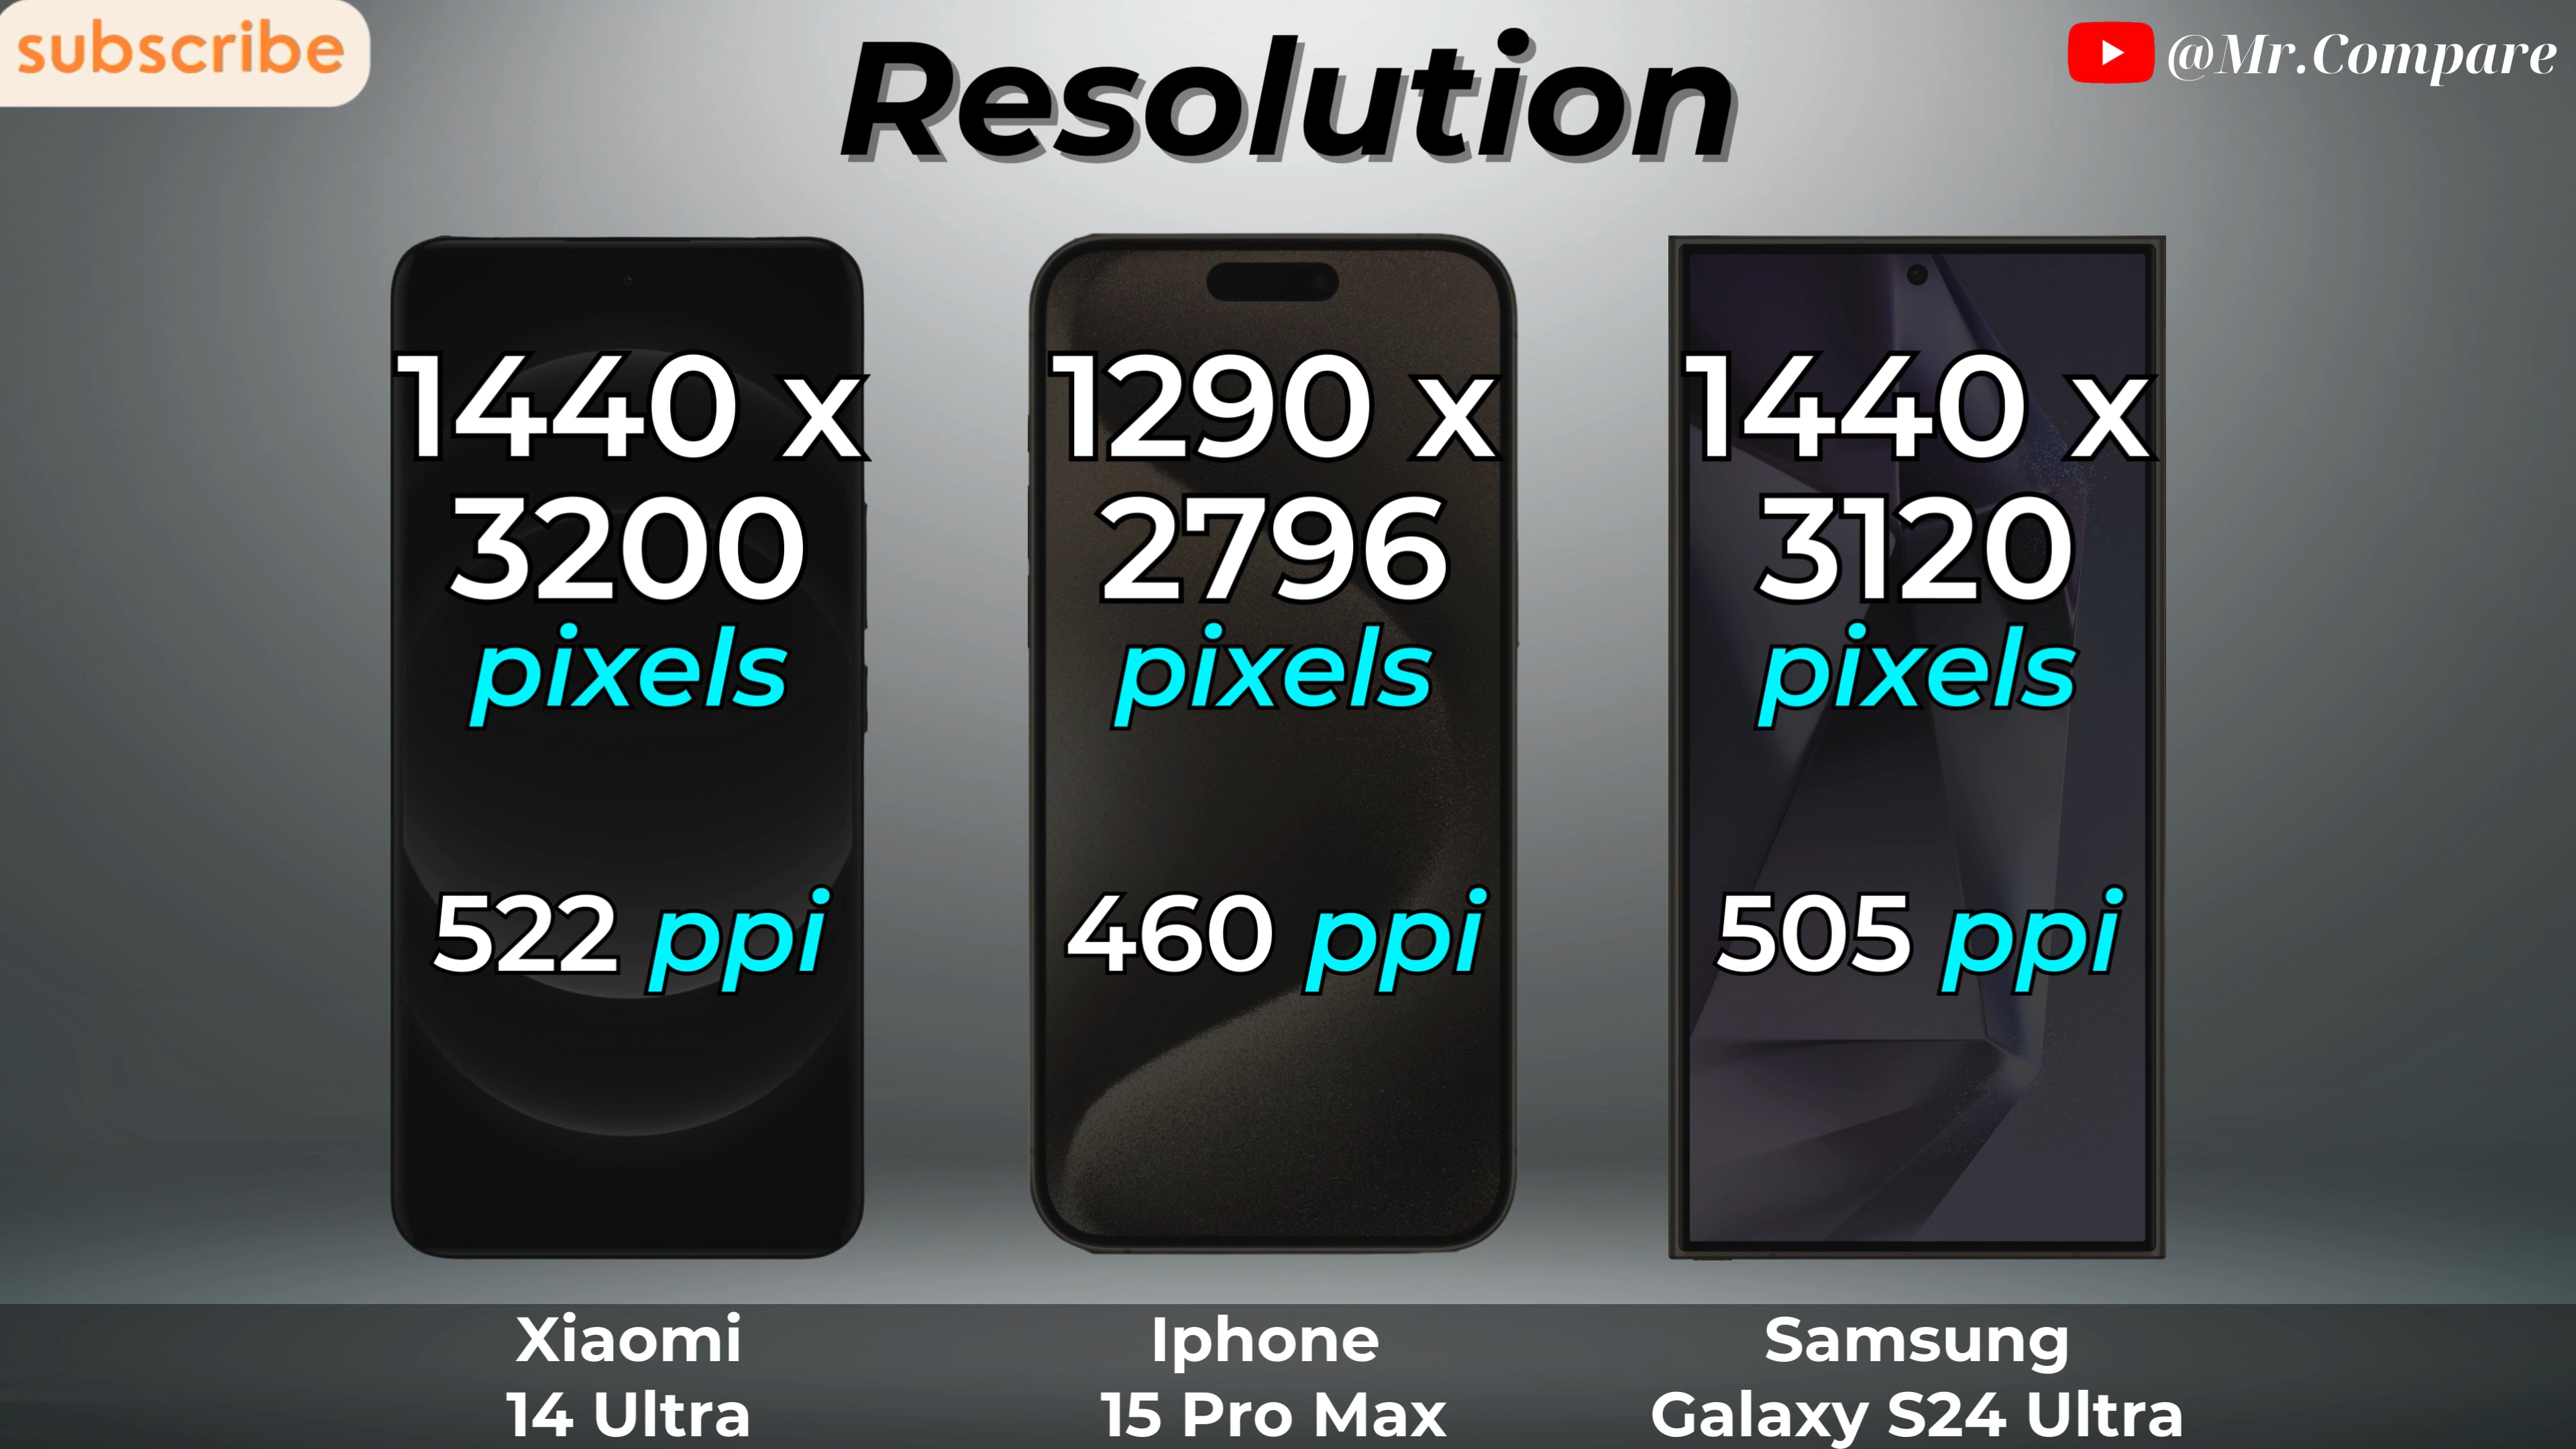 subscribe
Resolution
@Mr.Compare
1440 x
3200
pixels
522 ppi
1290 x
2796
pixels
460 ppi
1440 x
3120
pixels
505 ppi
Xiaomi
14 Ultra
Iphone
15 Pro Max
Samsung
Galaxy S24 Ultra